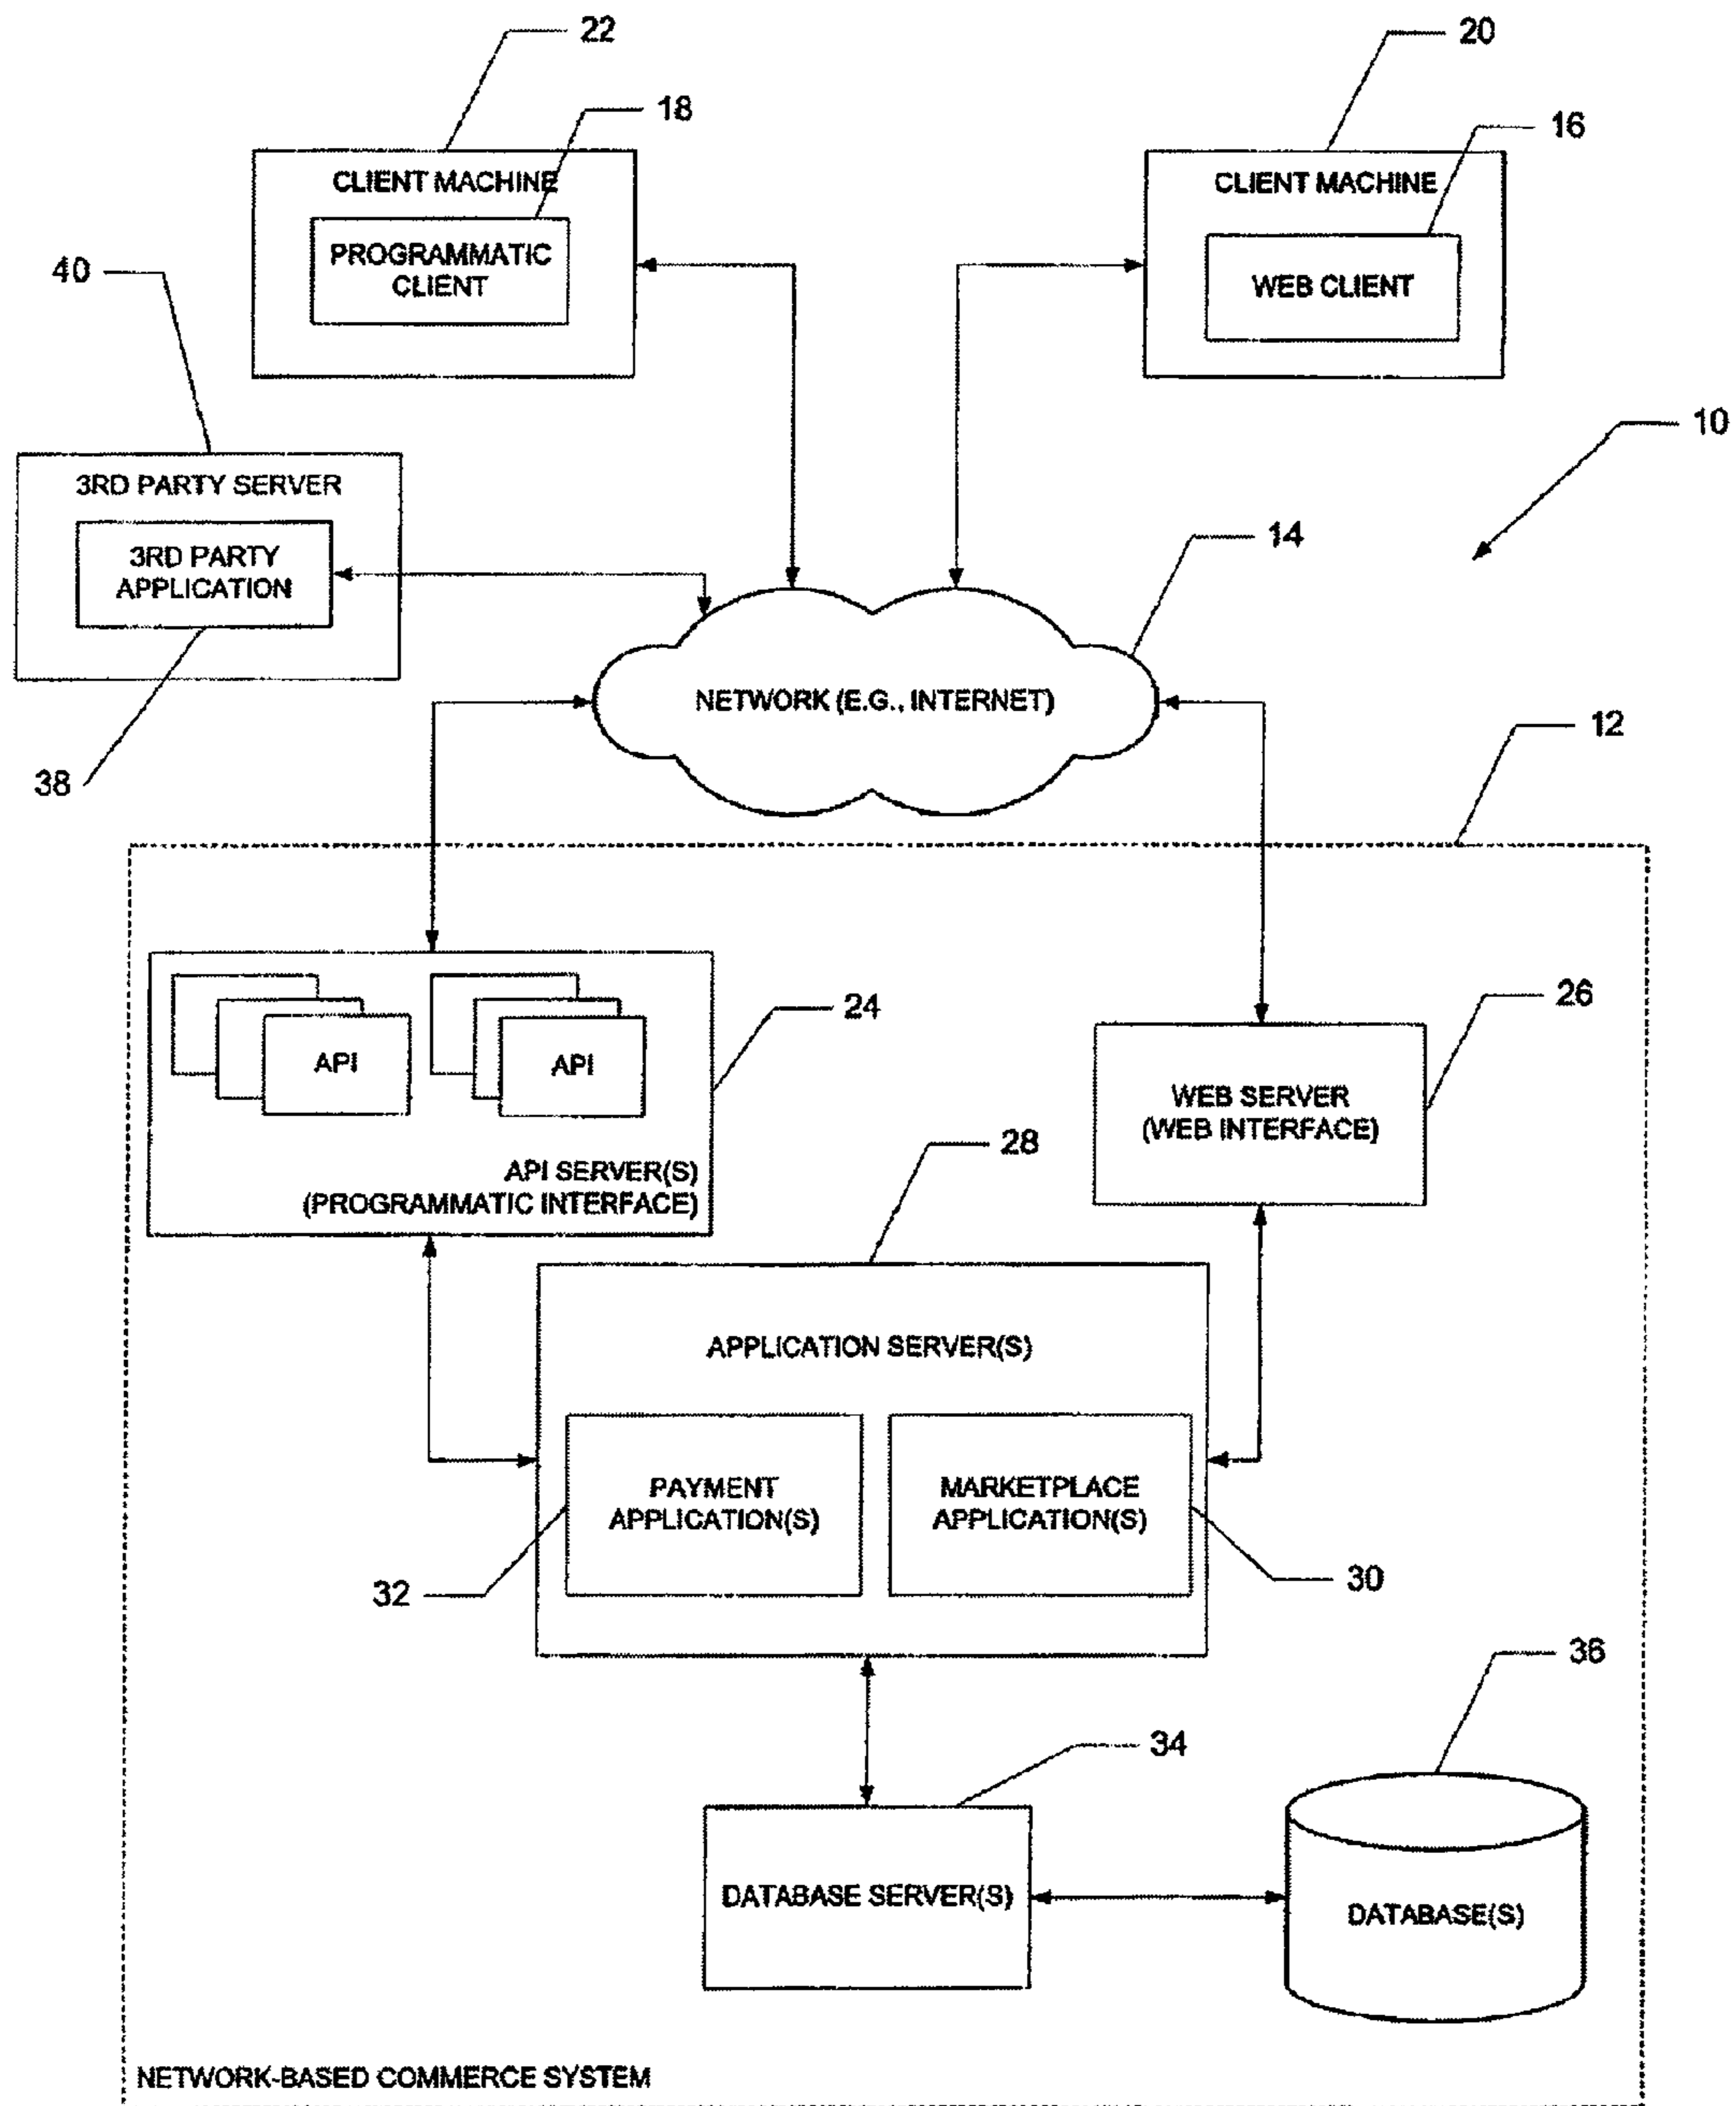 22
20
18
16
CLIENT MACHINE
CLIENT MACHINE
PROGRAMMATIC
CLIENT
WEB CLIENT
40
10
3RD PARTY SERVER
3RD PARTY
APPLICATION
14
NETWORK (E.G., INTERNET)
38
12
24
26
API
API
WEB SERVER
(WEB INTERFACE)
API SERVER(S)
(PROGRAMMATIC INTERFACE)
28
APPLICATION SERVER(S)
PAYMENT
APPLICATION(S)
MARKETPLACE
APPLICATION(S)
32
30
36
34
DATABASE SERVER(S)
DATABASE(S)
NETWORK-BASED COMMERCE SYSTEM